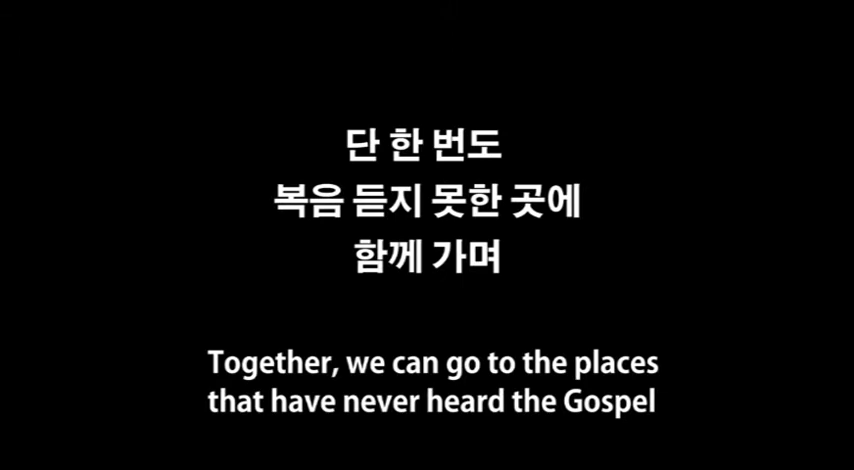 단 한 번도
복음 듣지 못한 곳에
함께 가며
Together, we can go to the places
that have never heard the Gospel